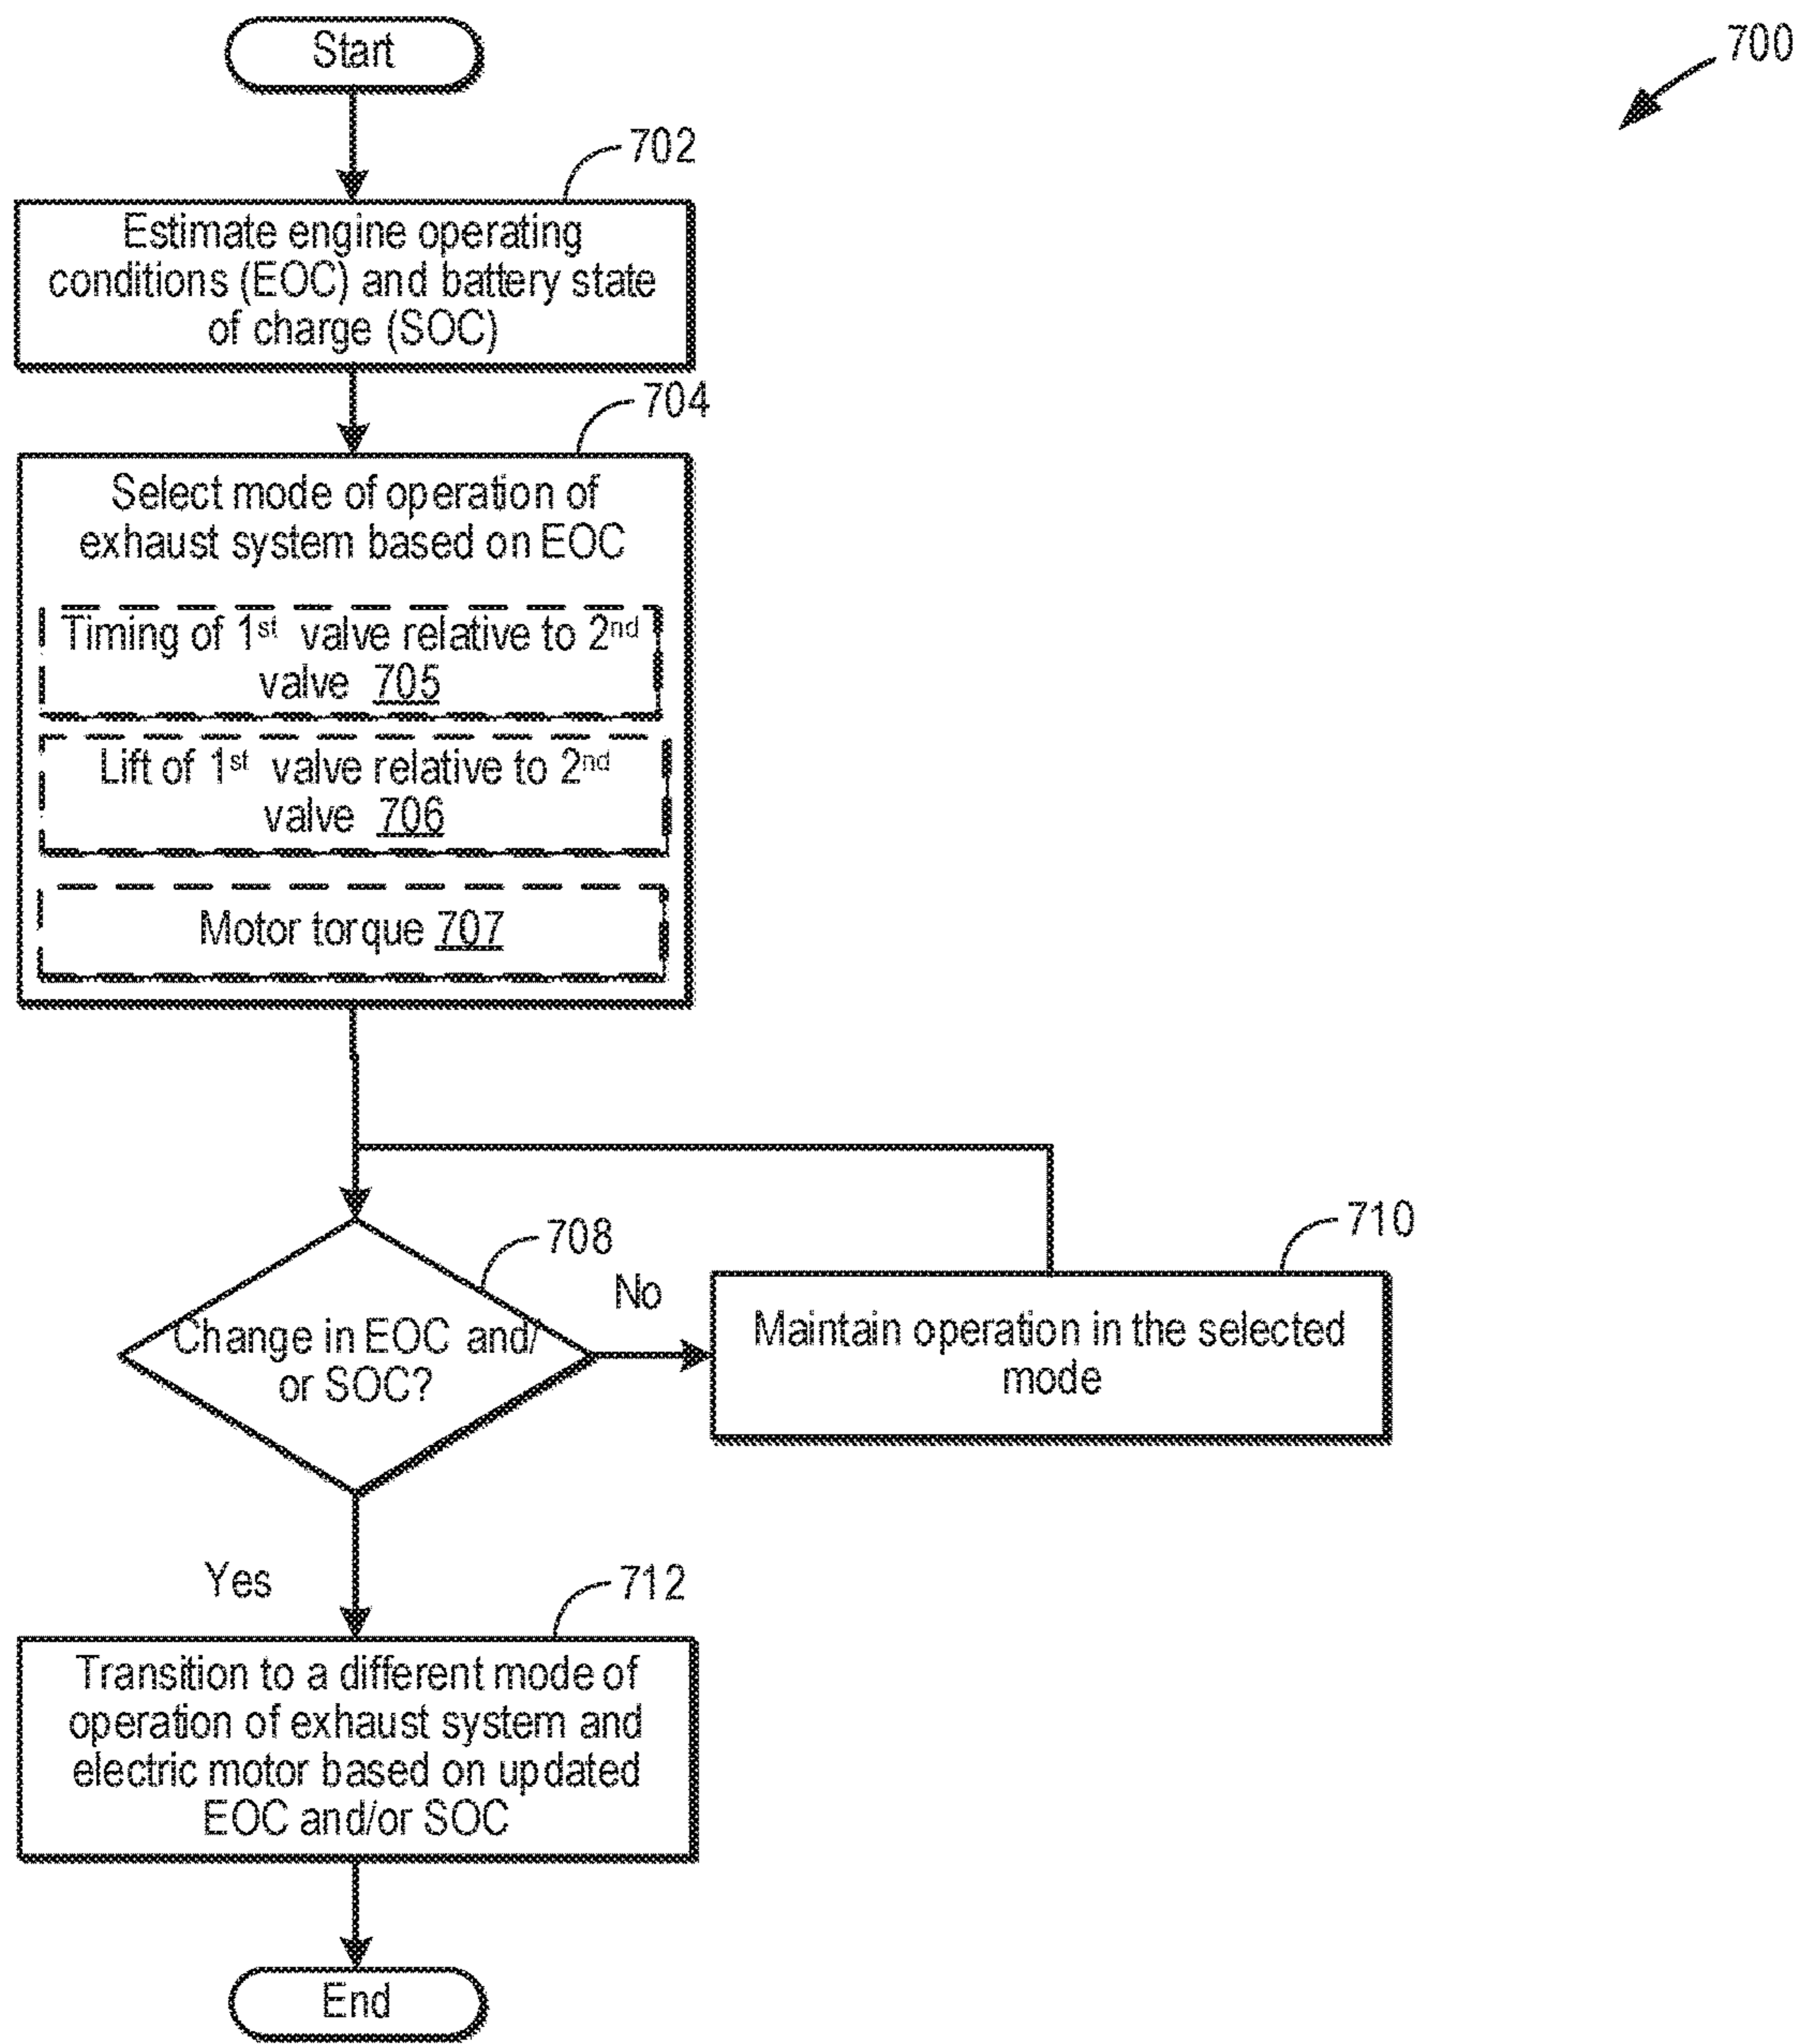 Start
700
702
Estimate engine operating
conditions (EOC) and battery state
of charge (SOC)
704
Select mode of operation of
exhaust system based on EOC
Timing of 1st valve relative to 2nd
valve 705
Lift of 1st valve relative to 2nd
valve 706
Motor torque 707
708
Change in EOC and/
or SOC?
No
710
Maintain operation in the selected
mode
Yes
712
Transition to a different mode of
operation of exhaust system and
electric motor based on updated
EOC and/or SOC
End